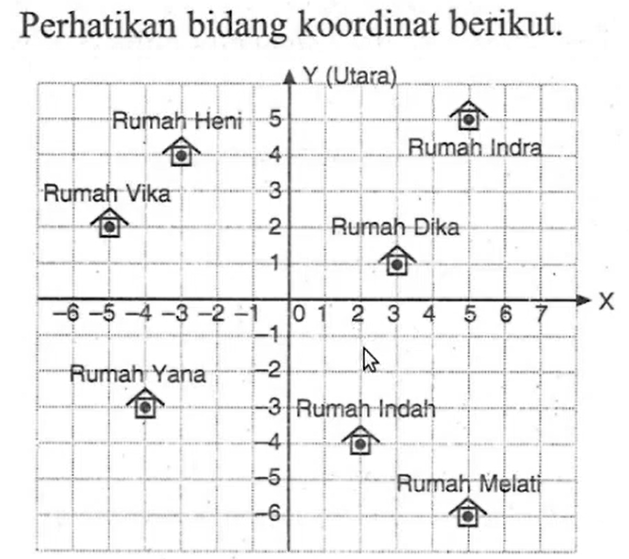 Perhatikan bidang koordinat berikut.
Y (Utara)
Rumah Heni
5
Rumah Indra
4
Rumah Vika
3
2
Rumah Dika
1
X
-6 -5 -4 -3 -2 -1 0 1 2 3 4 5 6 7
-1
Rumah Yana
-2
-3
Rumah Indah
-4
-5
Rumah Melati
-6